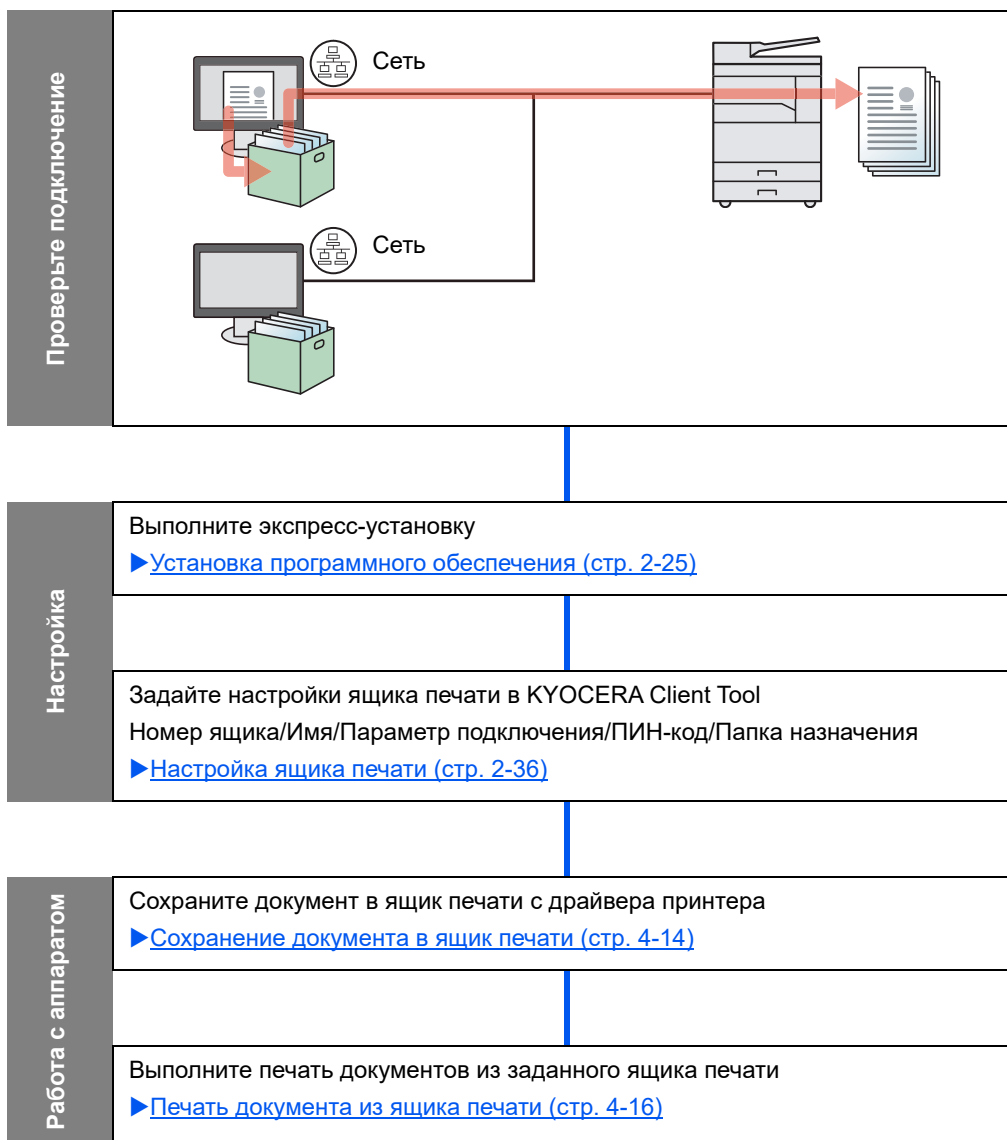 Проверьте подключение
Сеть
Сеть
Настройка
Выполните экспресс-установку
▶Установка программного обеспечения (стр. 2-25)
Задайте настройки ящика печати в KYOCERA Client Tool
Номер ящика/Имя/Параметр подключения/ПИН-код/Папка назначения
▶Настройка ящика печати (стр. 2-36)
Работа с аппаратом
Сохраните документ в ящик печати с драйвера принтера
▶Сохранение документа в ящик печати (стр. 4-14)
Выполните печать документов из заданного ящика печати
▶Печать документа из ящика печати (стр. 4-16)